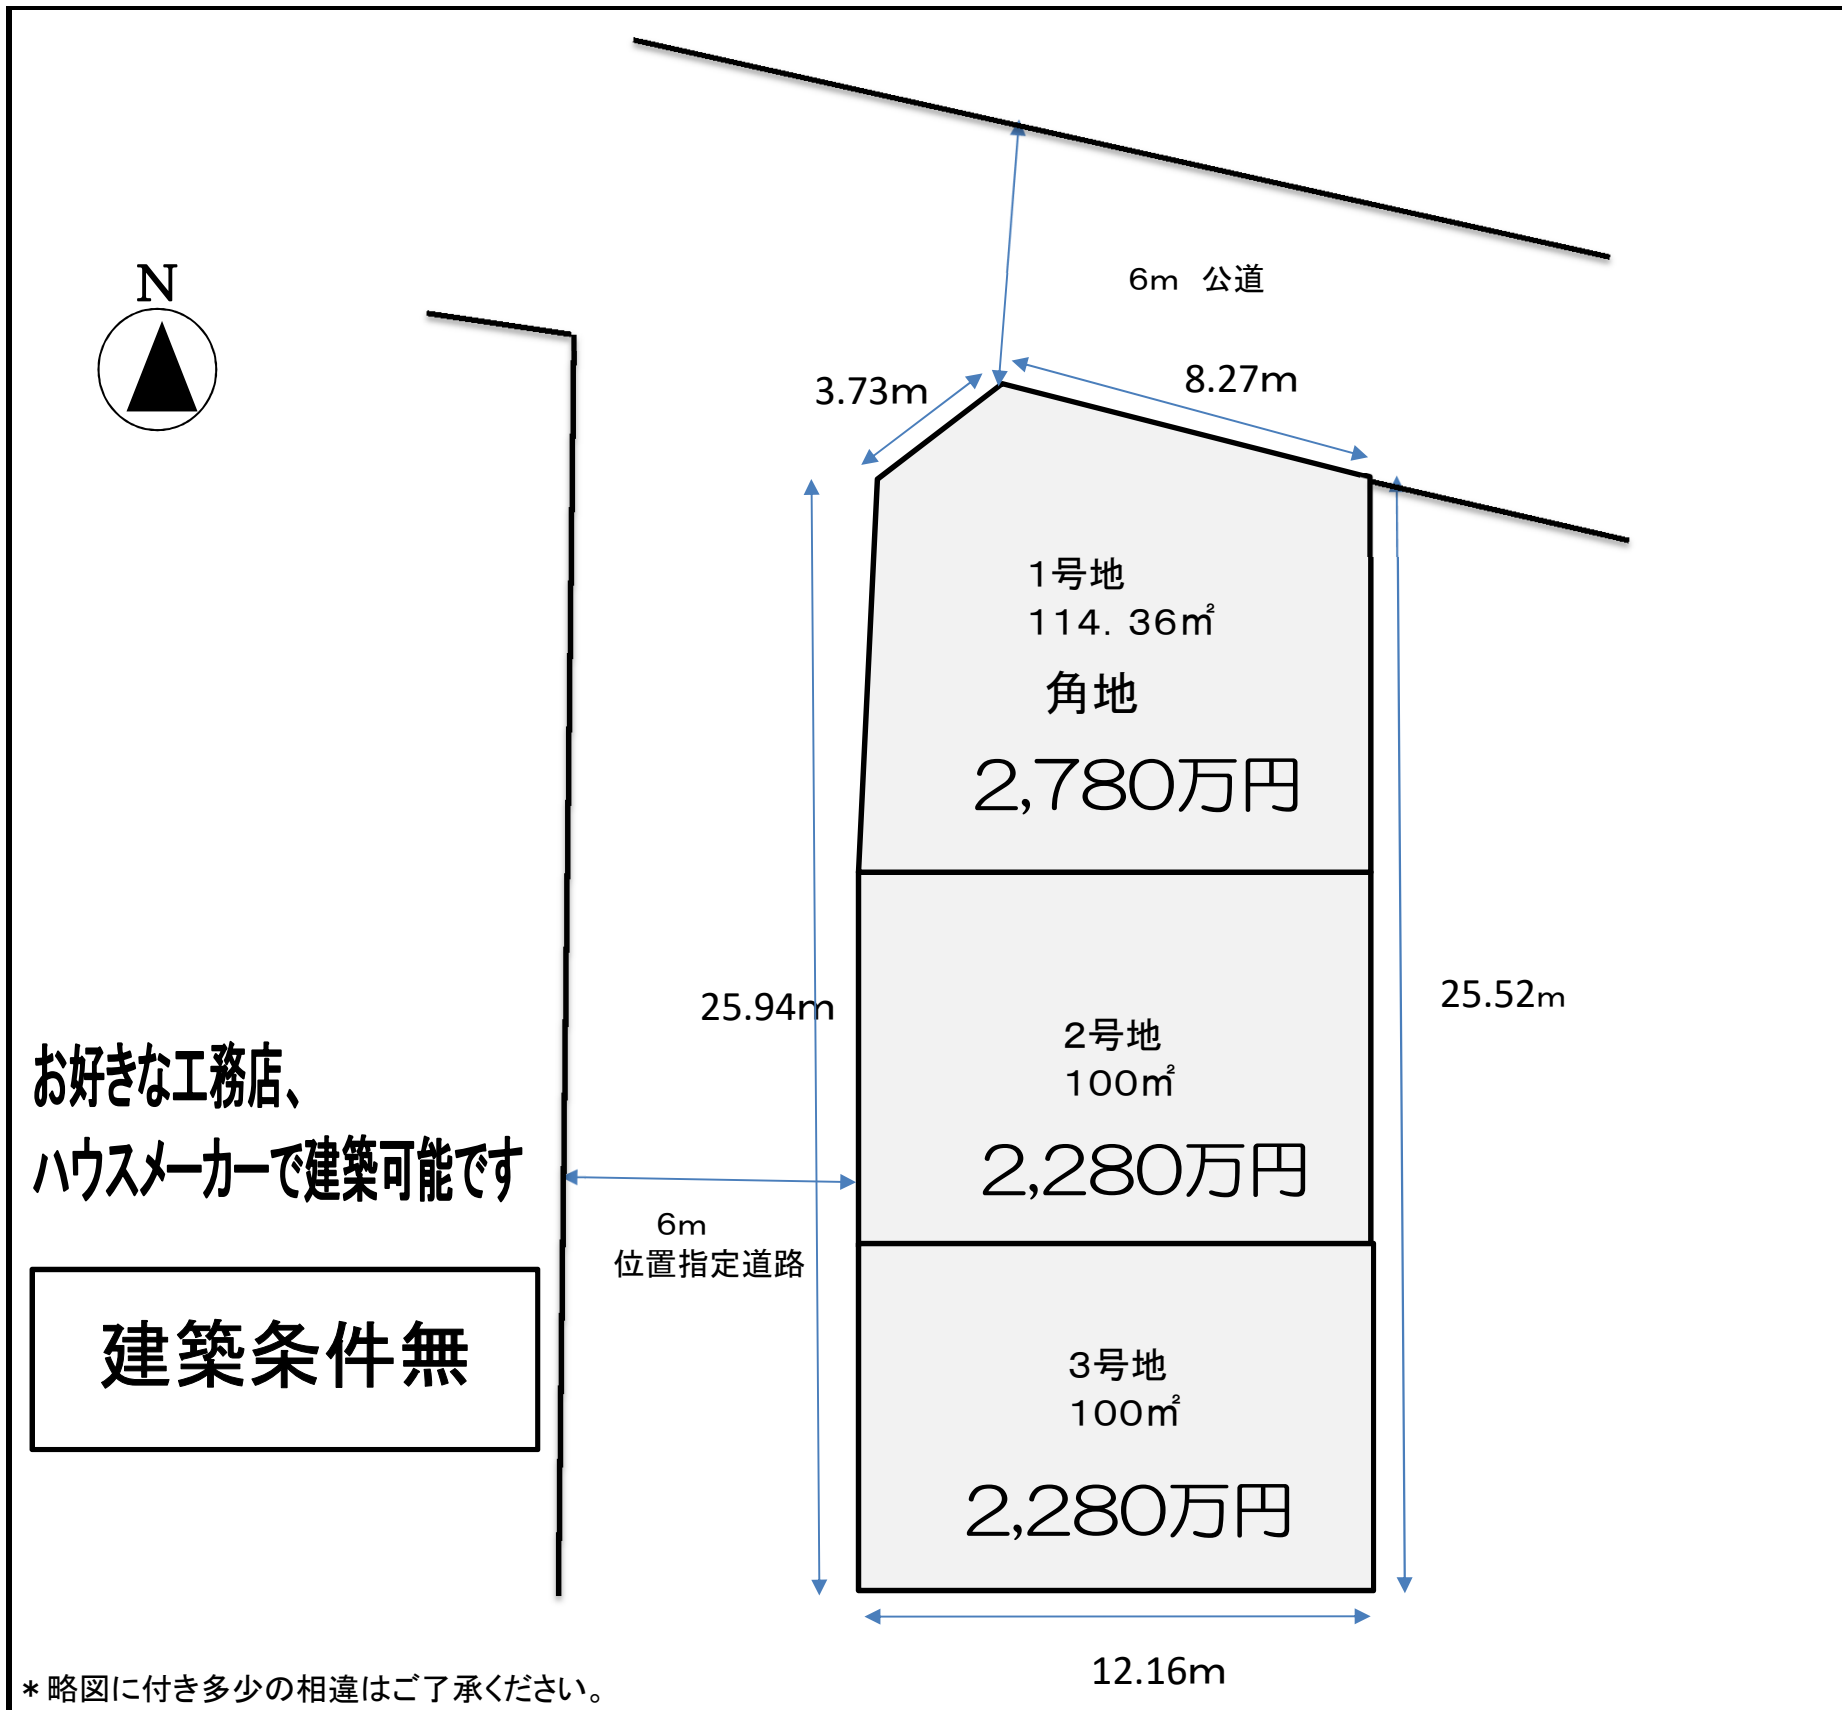 N
6m 公道
3.73m
8.27m
1号地
114.36㎡
角地
2,780万円
25.94m
25.52m
2号地
100㎡
2,280万円
お好きな工務店、
ハウスメーカーで建築可能です
6m
位置指定道路
建築条件無
3号地
100㎡
2,280万円
12.16m
*略図に付き多少の相違はご了承ください。